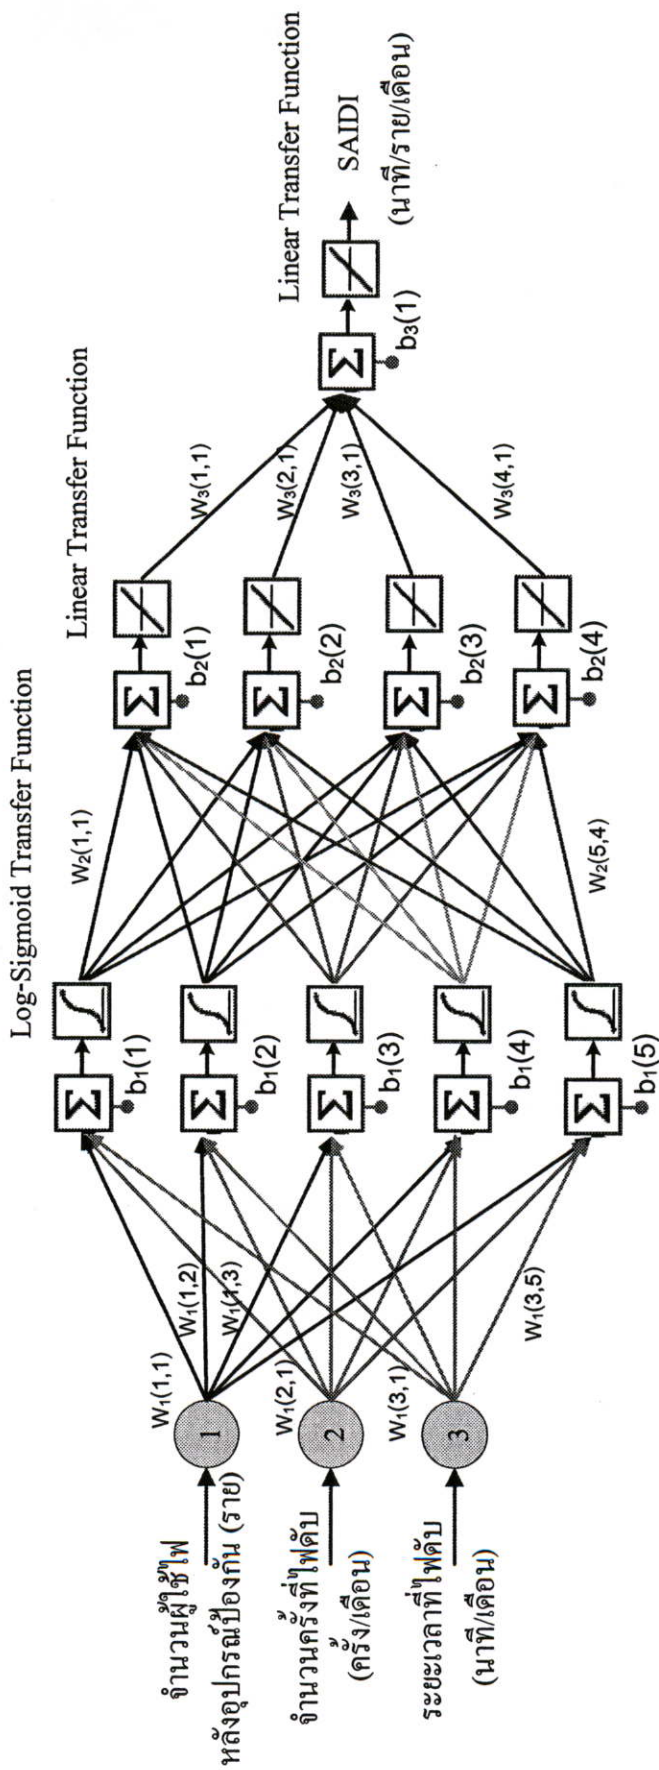 Log-Sigmoid Transfer Function
Linear Transfer Function
Linear Transfer Function
จำนวนผู้ใช้ไฟ
หลังอุปกรณ์ป้องกัน (ราย)
จำนวนครั้งที่ไฟดับ
(ครั้ง/เดือน)
ระยะเวลาที่ไฟดับ
(นาที/เดือน)
1
2
3
W₁(1,1)
W₁(1,2)
W₁(1,3)
W₁(2,1)
W₁(3,1)
W₁(3,5)
Σ
b₁(1)
Σ
b₁(2)
Σ
b₁(3)
Σ
b₁(4)
Σ
b₁(5)
W₂(1,1)
W₂(5,4)
Σ
b₂(1)
Σ
b₂(2)
Σ
b₂(3)
Σ
b₂(4)
W₃(1,1)
W₃(2,1)
W₃(3,1)
W₃(4,1)
Σ
b₃(1)
SAIDI
(นาที/ราย/เดือน)